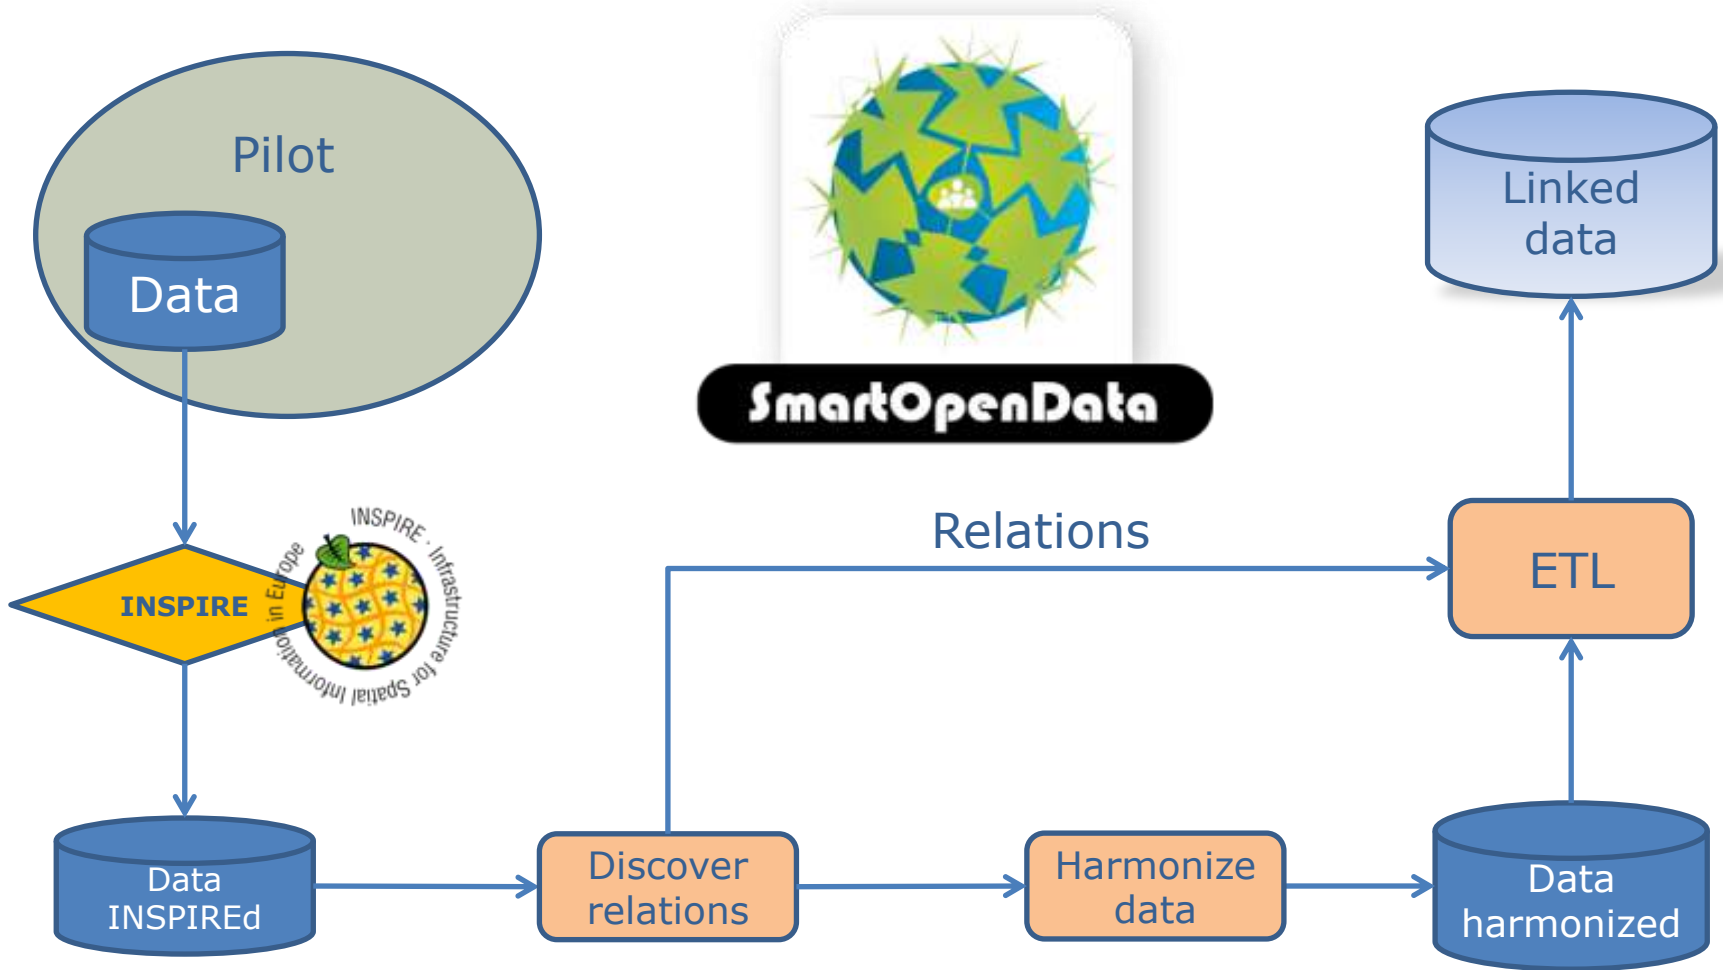 Pilot
Data
SmartOpenData
Linked
data
INSPIRE
INSPIRE · Infrastructure for Spatial Information in Europe
Relations
ETL
Data
INSPIREd
Discover
relations
Harmonize
data
Data
harmonized